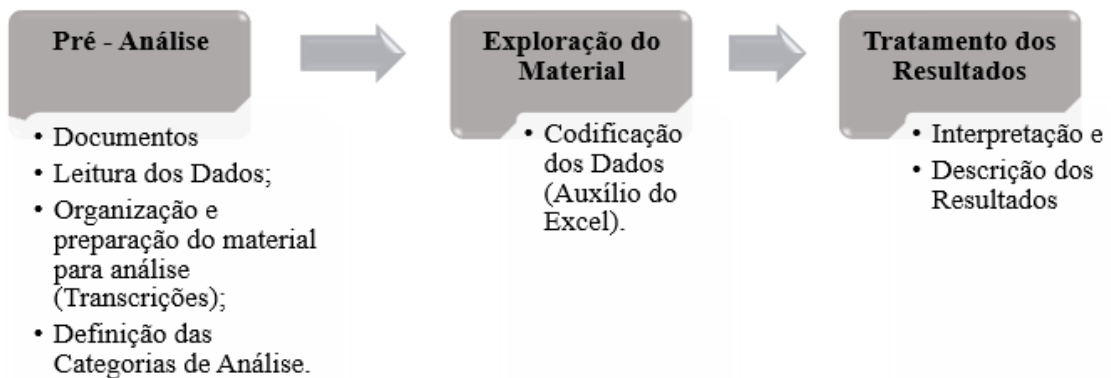 Pré - Análise
• Documentos
• Leitura dos Dados;
• Organização e
preparação do material
para análise
(Transcrições);
• Definição das
Categorias de Análise.
Exploração do
Material
• Codificação
dos Dados
(Auxílio do
Excel).
Tratamento dos
Resultados
• Interpretação e
• Descrição dos
Resultados